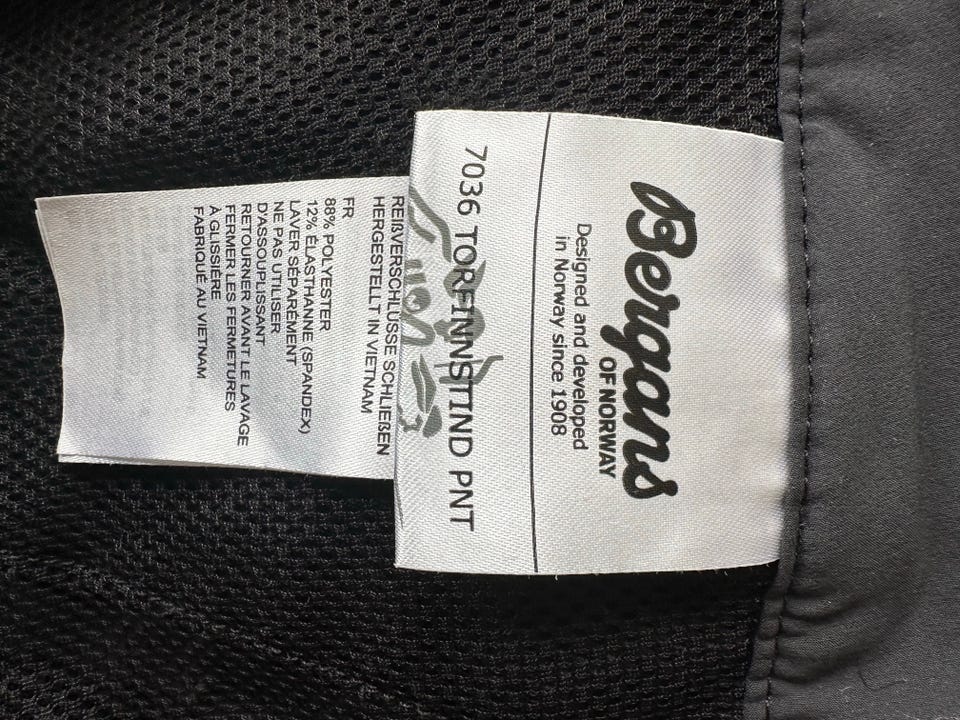 Bergans
OF NORWAY
Designed and developed
in Norway since 1908
7036 TORFINNSTIND PNT
REIßVERSCHLÜSSE SCHLIEßEN
HERGESTELLT IN VIETNAM
FR
88% POLYESTER
12% ÉLASTHANNE (SPANDEX)
LAVER SÉPARÉMENT
NE PAS UTILISER
D'ASSOUPLISSANT
RETOURNER AVANT LE LAVAGE
FERMER LES FERMETURES
À GLISSIÈRE
FABRIQUÉ AU VIETNAM